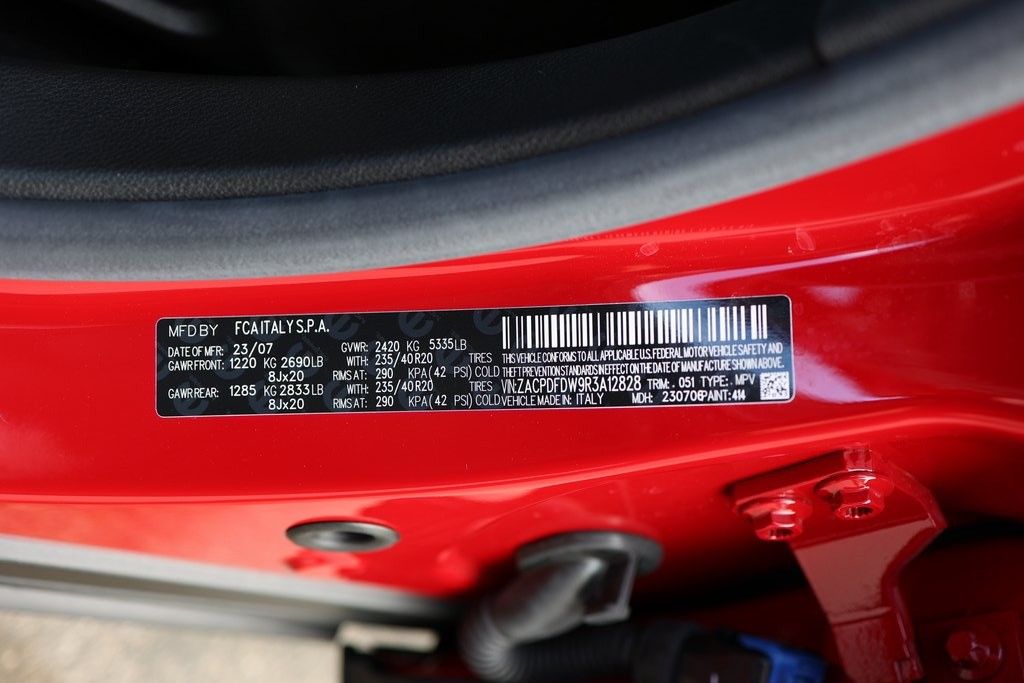 MFD BY FCA ITALY S.P.A.
DATE OF MFR: 23/07 GVWR: 2420 KG 5335LB
GAWR FRONT: 1220 KG 2690LB WITH: 235/40 R20 TIRES
8Jx20 RIMS AT: 290 KPA( 42 PSI) COLD
GAWR REAR: 1285 KG 2833LB WITH: 235/40 R20 TIRES
8Jx20 RIMS AT: 290 KPA( 42 PSI) COLD
THIS VEHICLE CONFORMS TO ALL APPLICABLE U.S. FEDERAL MOTOR VEHICLE SAFETY AND
THEFT PREVENTION STANDARDS IN EFFECT ON THE DATE OF MANUFACTURE SHOWN ABOVE.
VIN: ZACPDFDW9R3A12828 TRIM: 051 TYPE: MPV
VEHICLE MADE IN: ITALY MDH: 230706 PAINT: 414